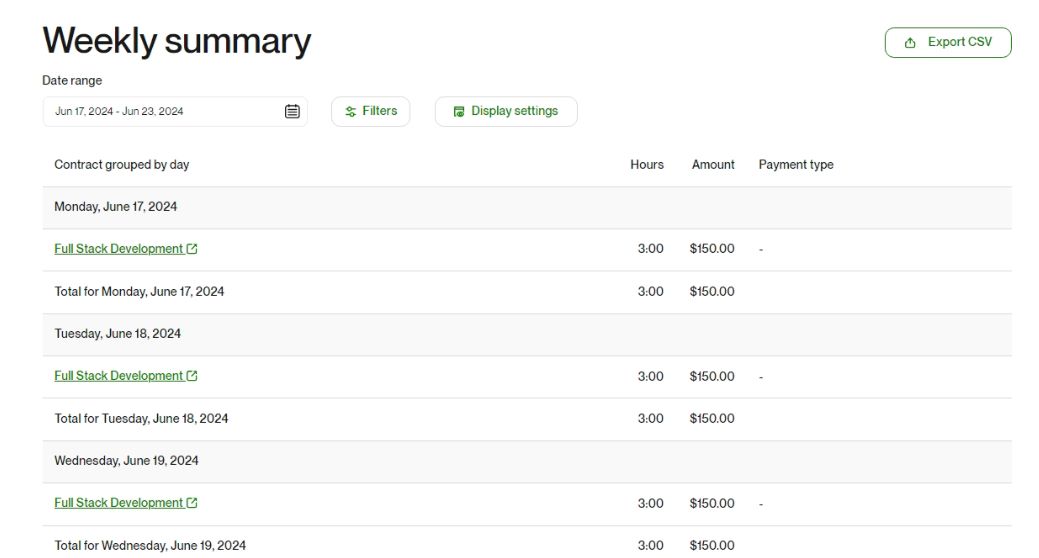 Weekly summary
Export CSV
Date range
Jun 17, 2024 - Jun 23, 2024
Filters
Display settings
Contract grouped by day Hours Amount Payment type
Monday, June 17, 2024
Full Stack Development 3:00 $150.00 -
Total for Monday, June 17, 2024 3:00 $150.00
Tuesday, June 18, 2024
Full Stack Development 3:00 $150.00 -
Total for Tuesday, June 18, 2024 3:00 $150.00
Wednesday, June 19, 2024
Full Stack Development 3:00 $150.00 -
Total for Wednesday, June 19, 2024 3:00 $150.00